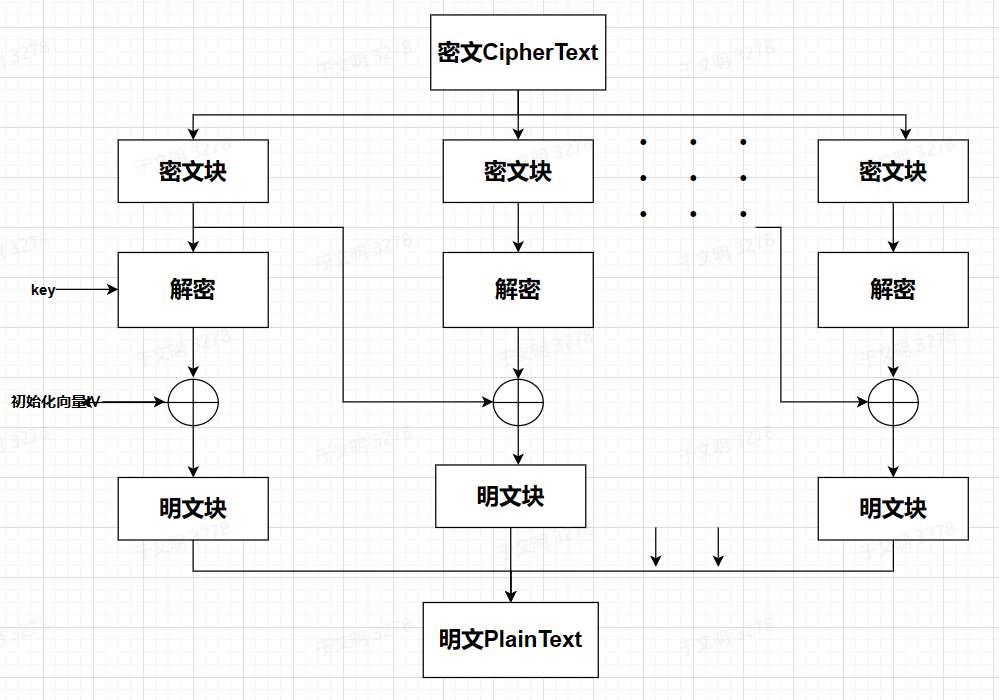 密文CipherText
密文块
密文块
密文块
解密
解密
解密
key
初始化向量IV
明文块
明文块
明文块
明文PlainText
于文明 3278